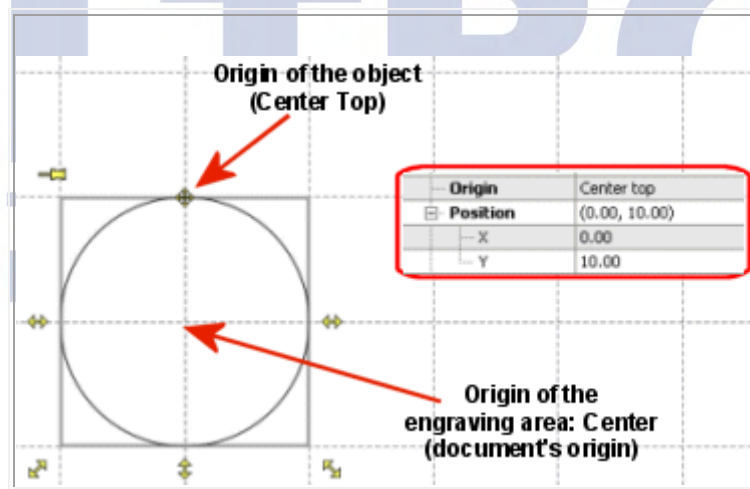 Origin of the object
(Center Top)
Origin Center top
Position (0.00, 10.00)
X 0.00
Y 10.00
Origin of the
engraving area: Center
(document's origin)